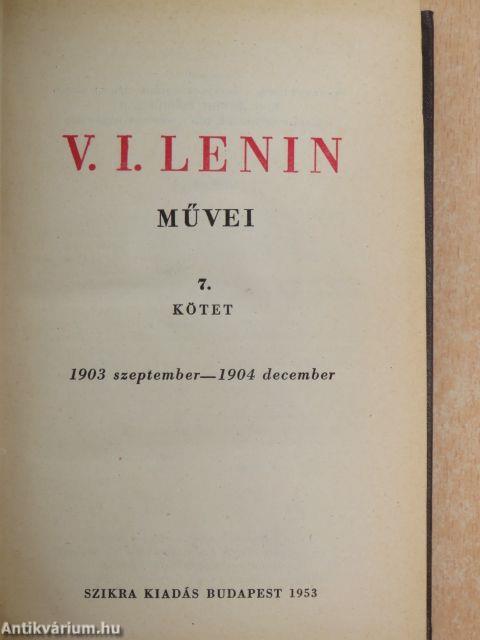 V. I. LENIN
MŰVEI
7.
KÖTET
1903 szeptember—1904 december
SZIKRA KIADÁS BUDAPEST 1953
Antikvárium.hu